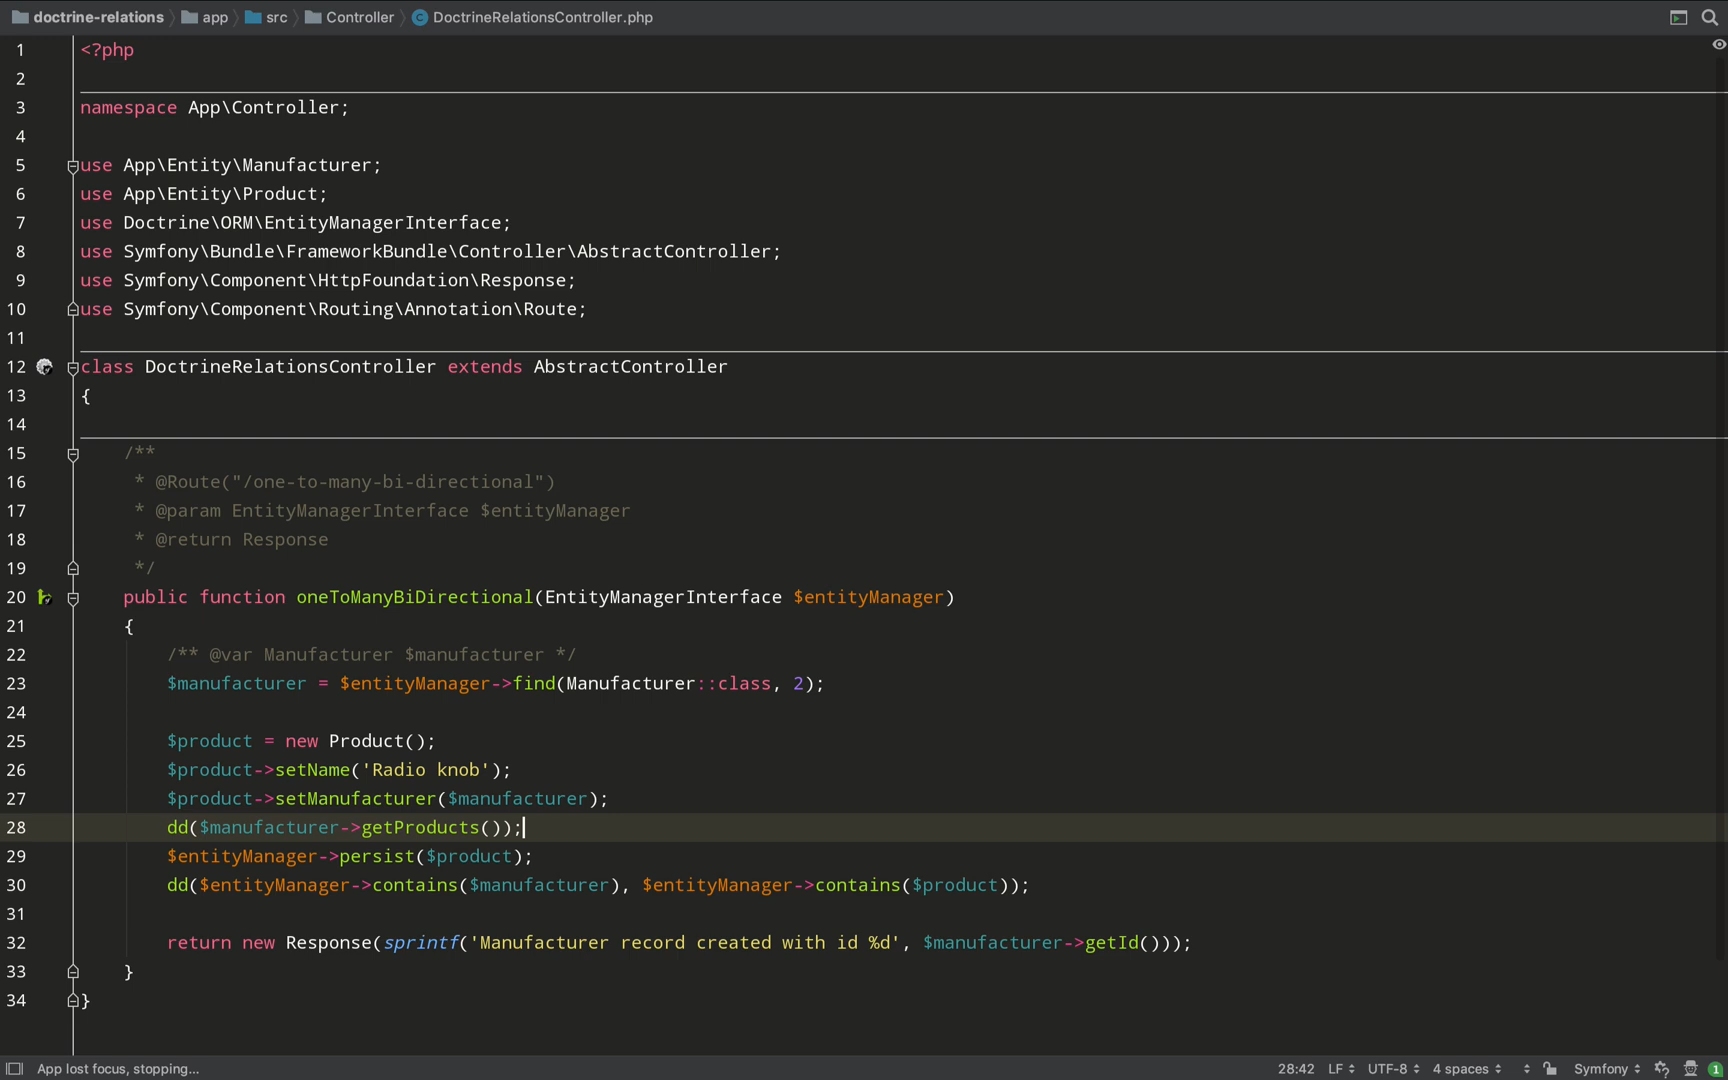 doctrine-relations app src Controller DoctrineRelationsController.php
1 <?php
2
3 namespace App\Controller;
4
5 use App\Entity\Manufacturer;
6 use App\Entity\Product;
7 use Doctrine\ORM\EntityManagerInterface;
8 use Symfony\Bundle\FrameworkBundle\Controller\AbstractController;
9 use Symfony\Component\HttpFoundation\Response;
10 use Symfony\Component\Routing\Annotation\Route;
11
12 class DoctrineRelationsController extends AbstractController
13 {
14
15 /**
16 * @Route("/one-to-many-bi-directional")
17 * @param EntityManagerInterface $entityManager
18 * @return Response
19 */
20 public function oneToManyBiDirectional(EntityManagerInterface $entityManager)
21 {
22 /** @var Manufacturer $manufacturer */
23 $manufacturer = $entityManager->find(Manufacturer::class, 2);
24
25 $product = new Product();
26 $product->setName('Radio knob');
27 $product->setManufacturer($manufacturer);
28 dd($manufacturer->getProducts());
29 $entityManager->persist($product);
30 dd($entityManager->contains($manufacturer), $entityManager->contains($product));
31
32 return new Response(sprintf('Manufacturer record created with id %d', $manufacturer->getId()));
33 }
34 }
App lost focus, stopping... 28:42 LF UTF-8 4 spaces Symfony 1